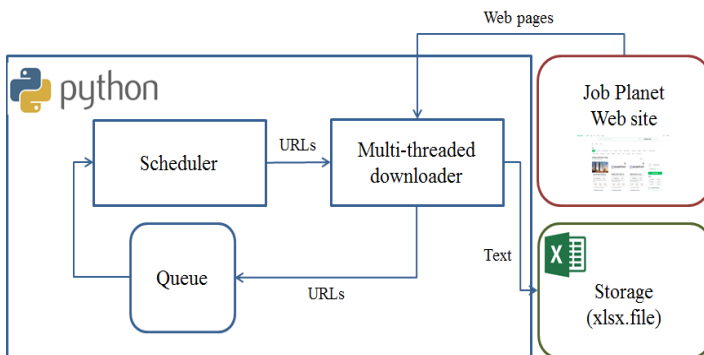 Web pages
python
Job Planet
Web site
Scheduler
URLs
Multi-threaded
downloader
Queue
URLs
Text
Storage
(xlsx.file)